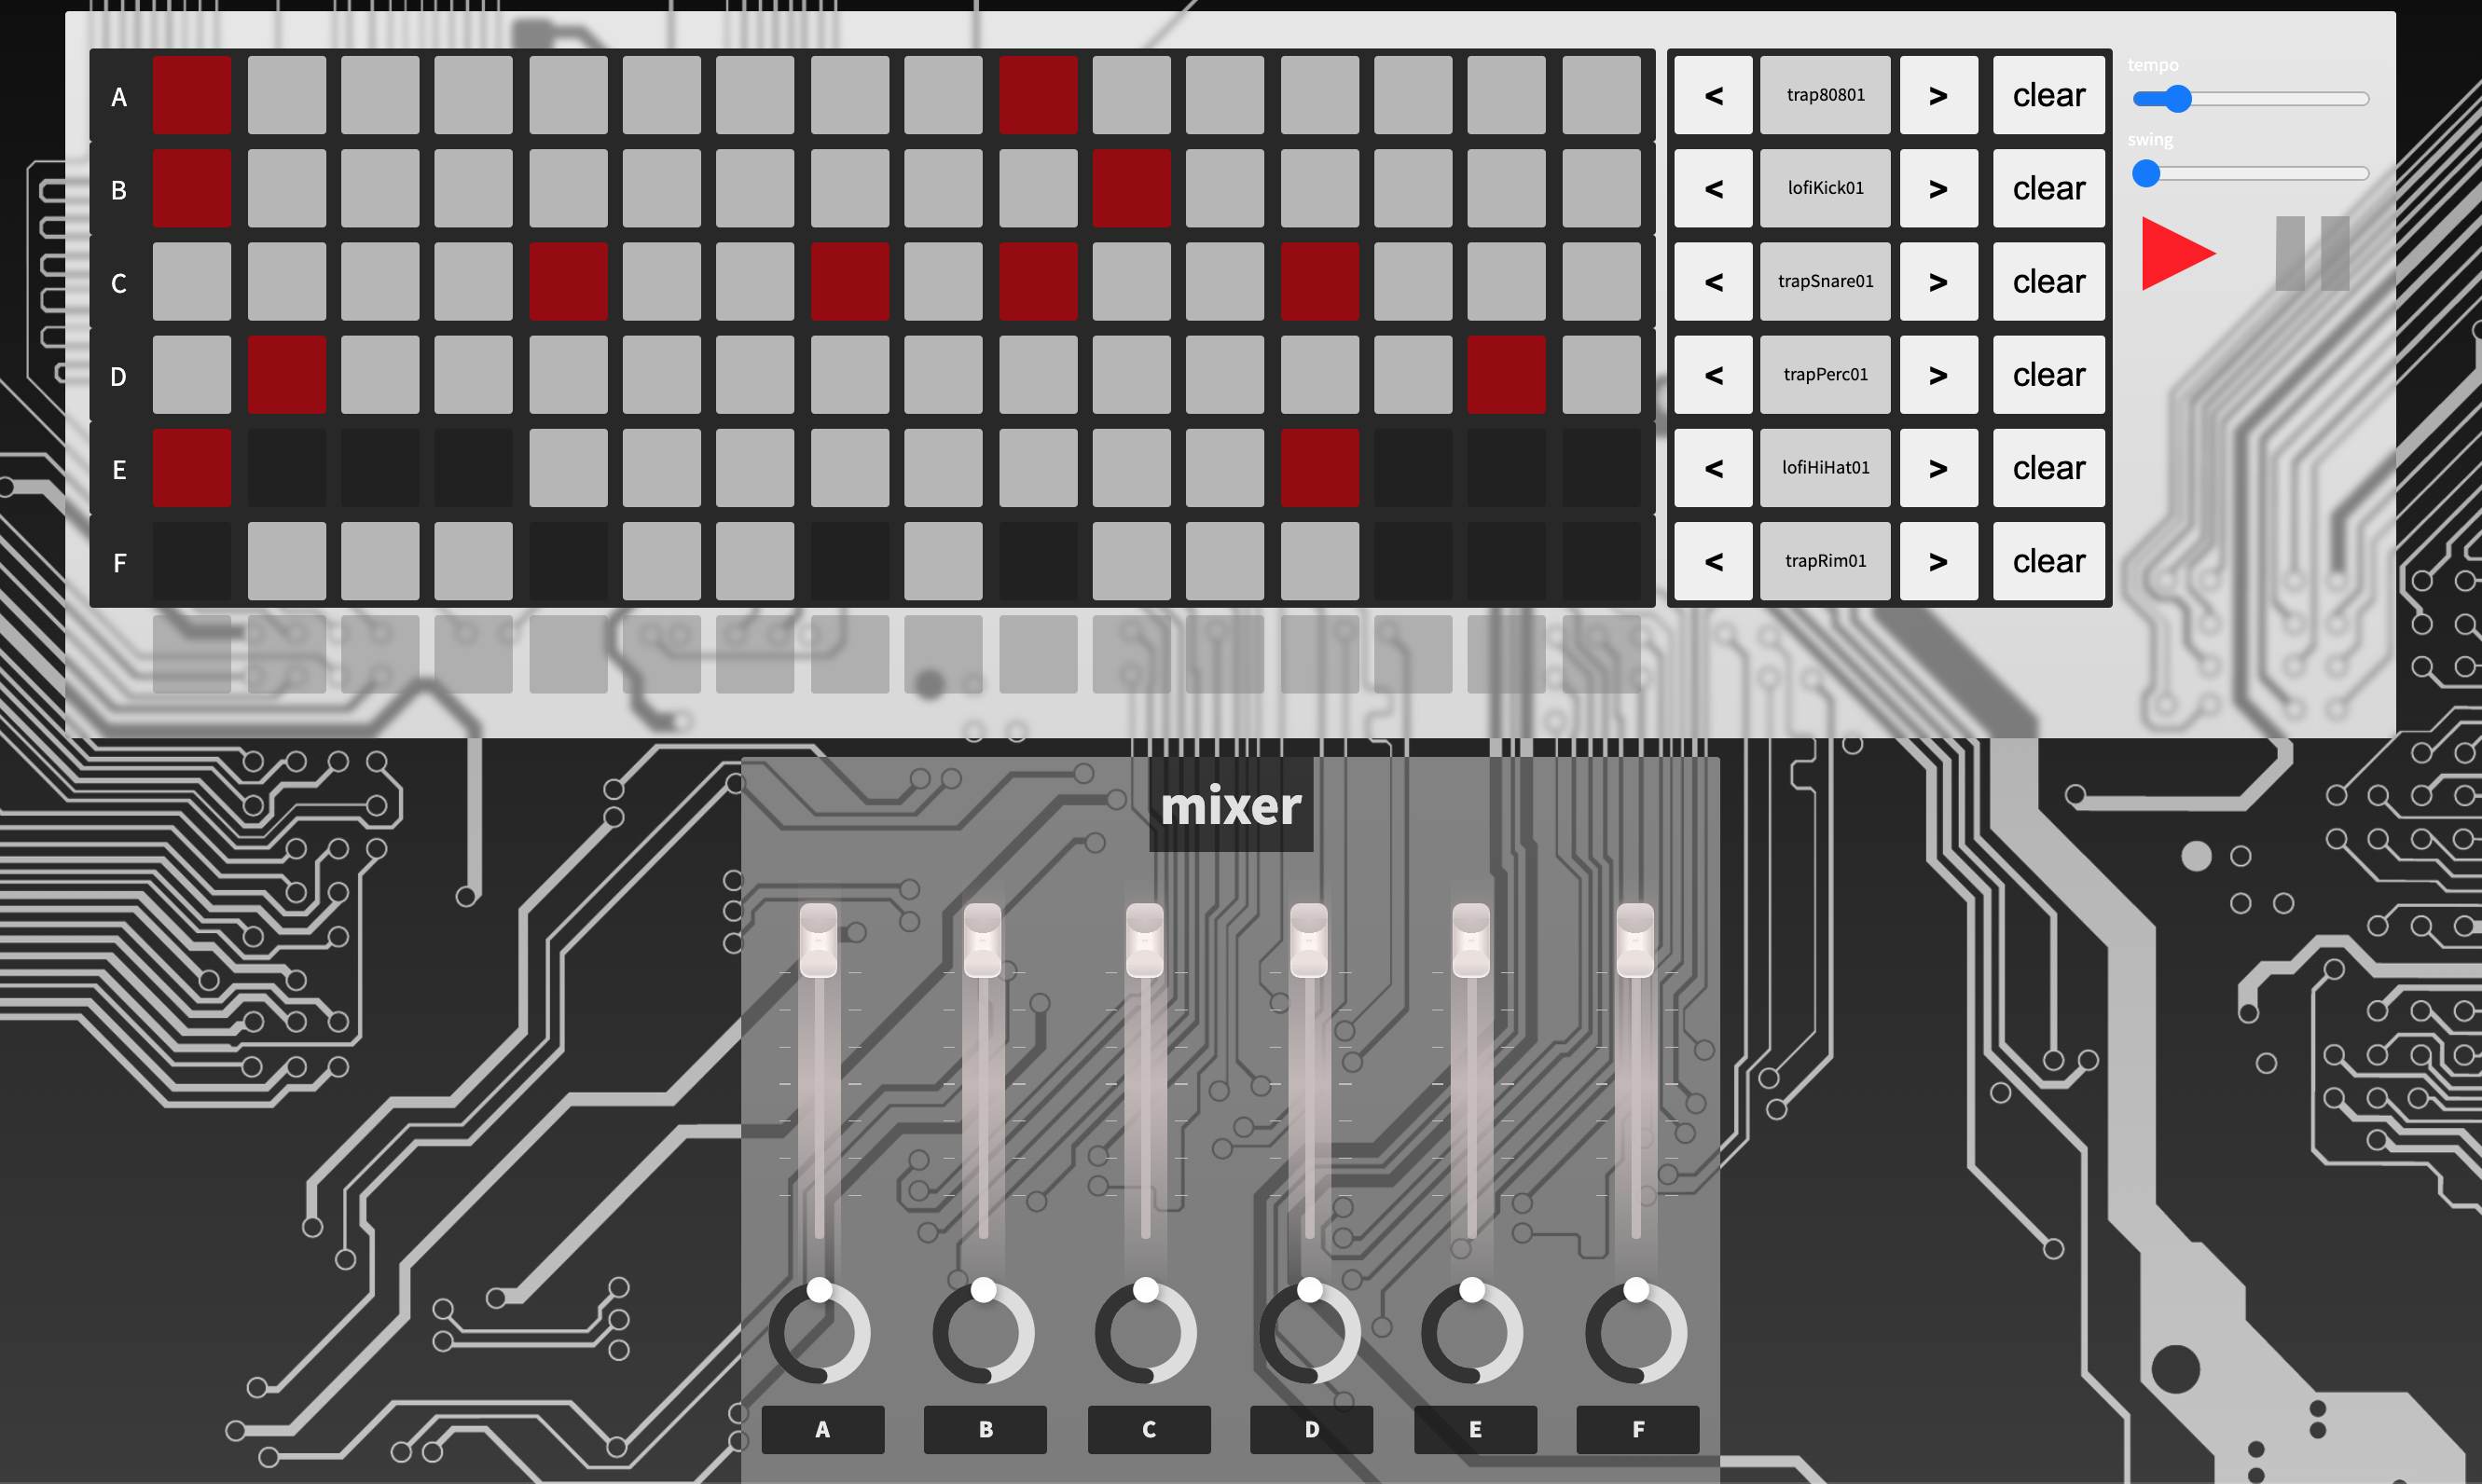 A < trap80801 > clear
tempo
swing
B < lofiKick01 > clear
C < trapSnare01 > clear
D < trapPerc01 > clear
E < lofiHiHat01 > clear
F < trapRim01 > clear
mixer
A B C D E F